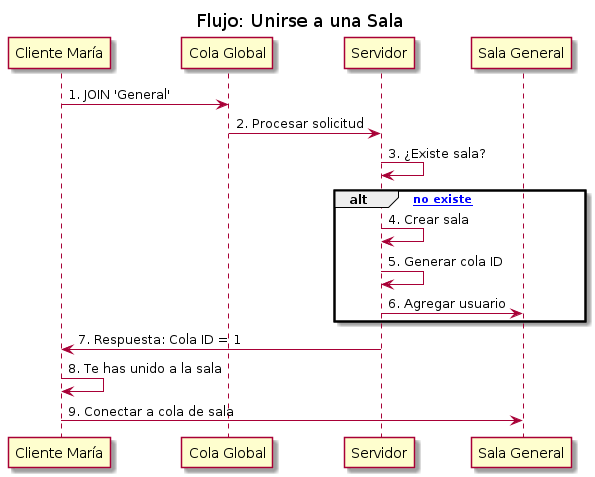 Flujo: Unirse a una Sala
Cliente María
Cola Global
Servidor
Sala General
1. JOIN 'General'
2. Procesar solicitud
3. ¿Existe sala?
alt
no existe
4. Crear sala
5. Generar cola ID
6. Agregar usuario
7. Respuesta: Cola ID = 1
8. Te has unido a la sala
9. Conectar a cola de sala
Cliente María
Cola Global
Servidor
Sala General